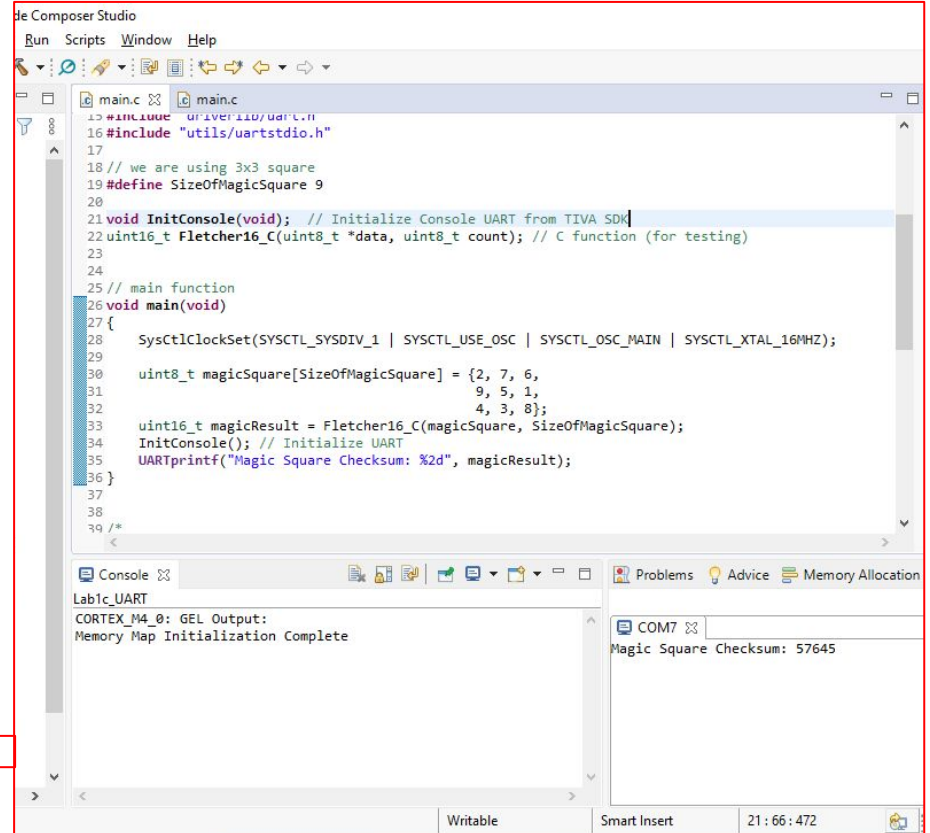 de Composer Studio
Run Scripts Window Help
main.c main.c
15 #include "driverlib/uart.h"
16 #include "utils/uartstdio.h"
17
18 // we are using 3x3 square
19 #define SizeOfMagicSquare 9
20
21 void InitConsole(void);  // Initialize Console UART from TIVA SDK
22 uint16_t Fletcher16_C(uint8_t *data, uint8_t count); // C function (for testing)
23
24
25 // main function
26 void main(void)
27 {
28     SysCtlClockSet(SYSCTL_SYSDIV_1 | SYSCTL_USE_OSC | SYSCTL_OSC_MAIN | SYSCTL_XTAL_16MHZ);
29
30     uint8_t magicSquare[SizeOfMagicSquare] = {2, 7, 6,
31                                               9, 5, 1,
32                                               4, 3, 8};
33     uint16_t magicResult = Fletcher16_C(magicSquare, SizeOfMagicSquare);
34     InitConsole(); // Initialize UART
35     UARTprintf("Magic Square Checksum: %2d", magicResult);
36 }
37
38
39 /*
Console
Lab1c_UART
CORTEX_M4_0: GEL Output:
Memory Map Initialization Complete
Problems Advice Memory Allocation
COM7
Magic Square Checksum: 57645
Writable Smart Insert 21 : 66 : 472